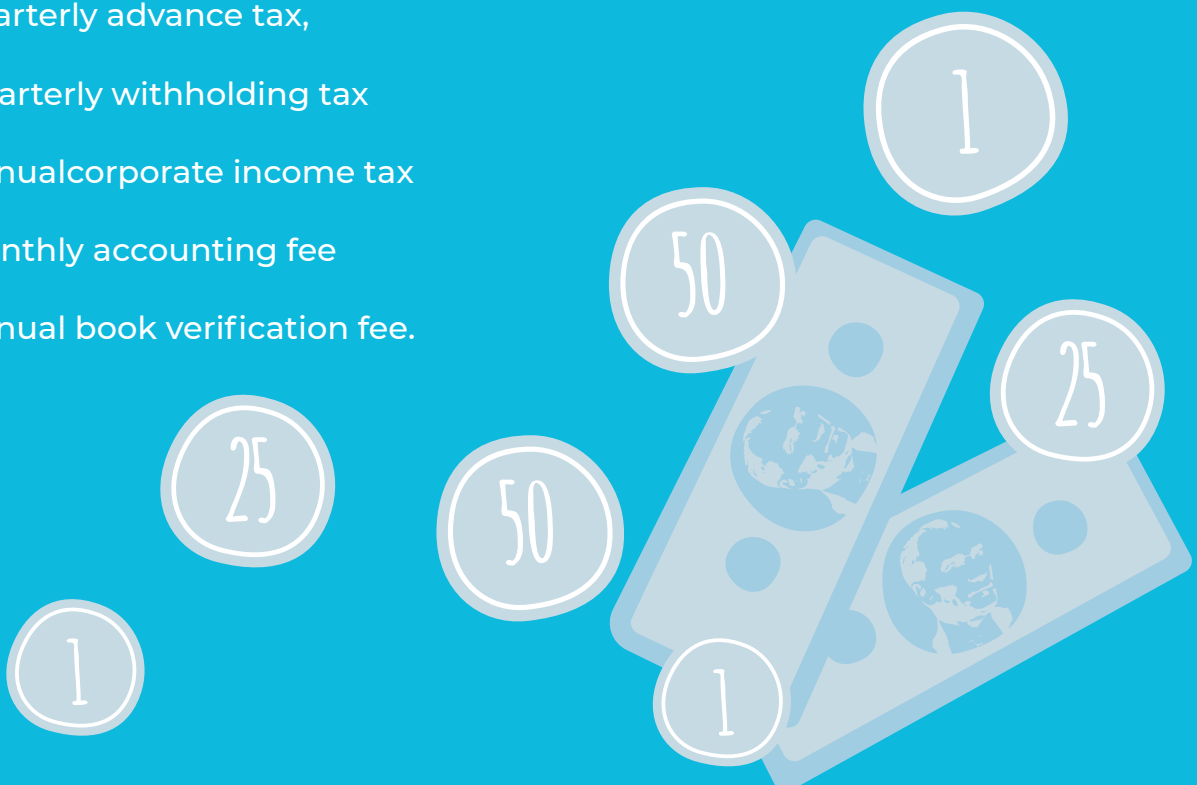 arterly advance tax,
arterly withholding tax
nualcorporate income tax
nthly accounting fee
nual book verification fee.
1
50
25
25
50
1
1